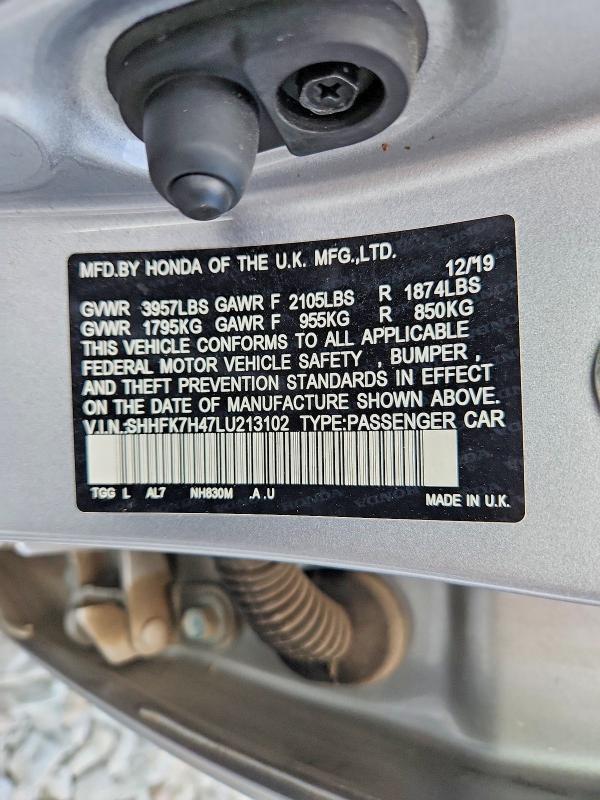 MFD.BY HONDA OF THE U.K. MFG.,LTD.
12/19
GVWR 3957LBS GAWR F 2105LBS R 1874LBS
GVWR 1795KG GAWR F 955KG R 850KG
THIS VEHICLE CONFORMS TO ALL APPLICABLE
FEDERAL MOTOR VEHICLE SAFETY , BUMPER ,
AND THEFT PREVENTION STANDARDS IN EFFECT
ON THE DATE OF MANUFACTURE SHOWN ABOVE.
V.I.N.:SHHFK7H47LU213102 TYPE:PASSENGER CAR
TGG L AL7 NH830M .A .U
MADE IN U.K.